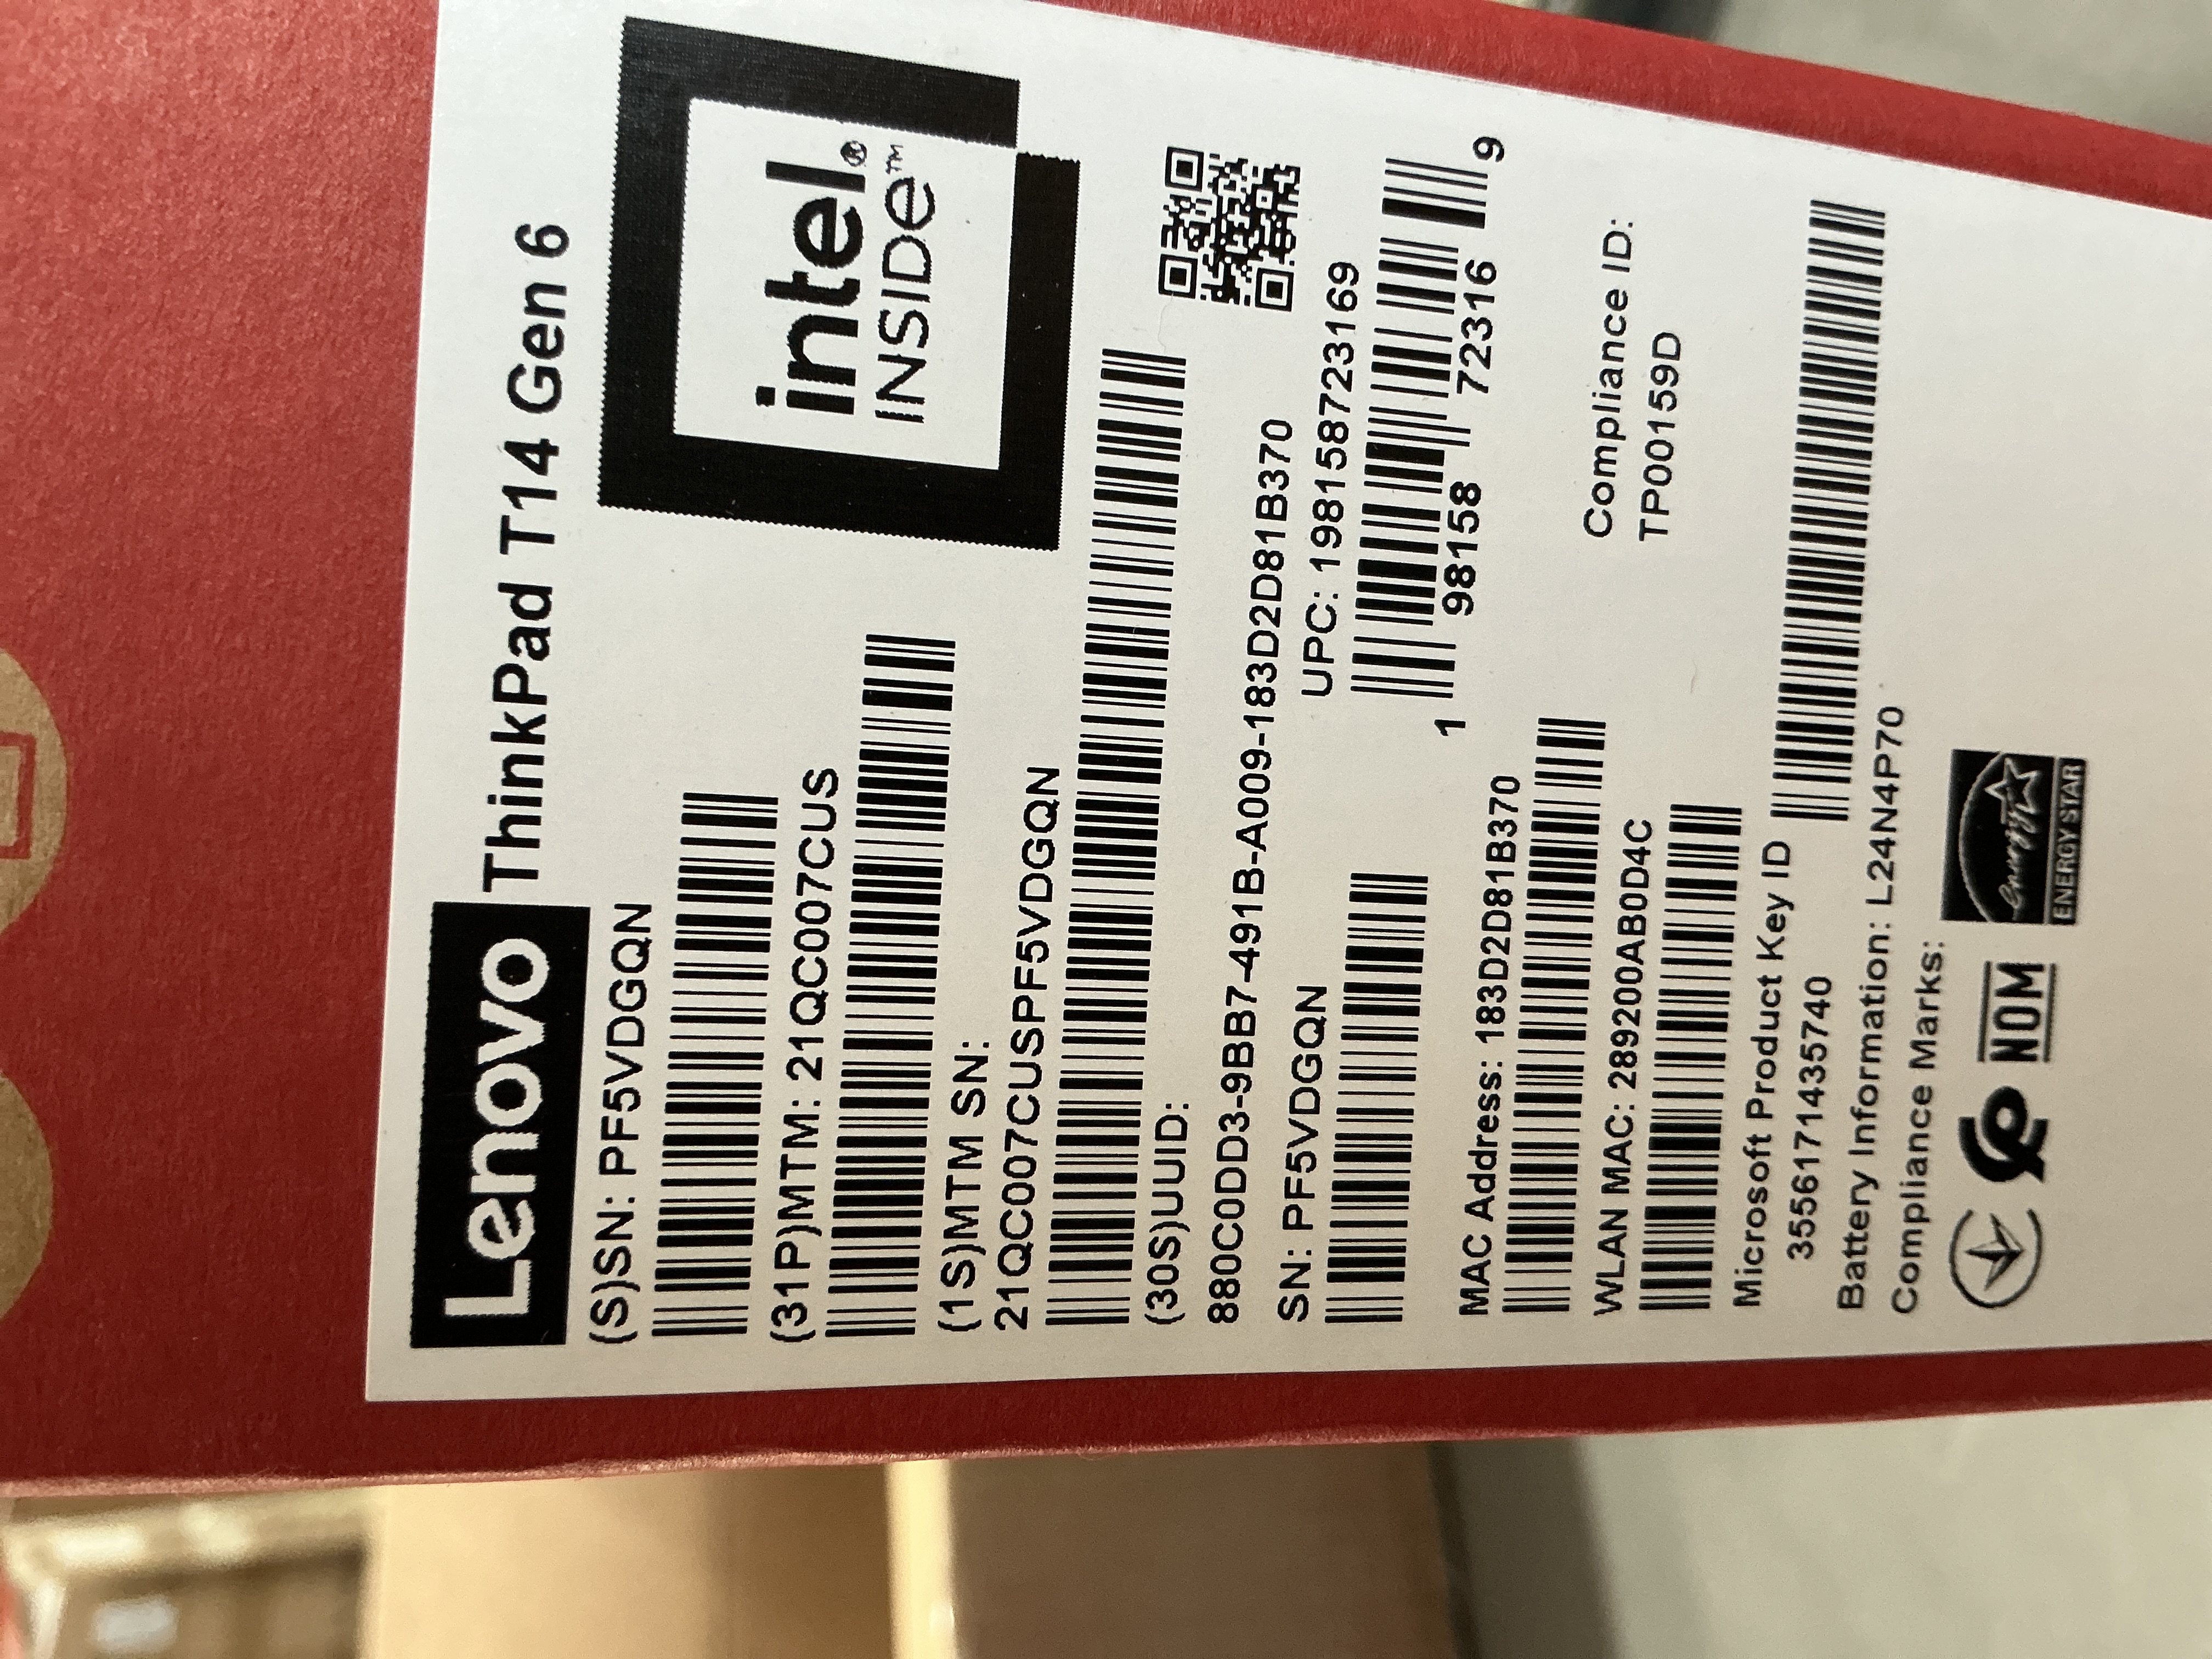 Lenovo ThinkPad T14 Gen 6
(S)SN: PF5VDGQN
(31P)MTM: 21QC007CUS
intel®
INSIDE™
(1S)MTM SN:
21QC007CUSPF5VDGQN
(30S)UUID:
880C0DD3-9BB7-491B-A009-183D2D81B370
SN: PF5VDGQN
UPC: 198158723169
1 98158 72316 9
MAC Address: 183D2D81B370
WLAN MAC: 289200AB0D4C
Compliance ID:
TP00159D
Microsoft Product Key ID
3556171435740
Battery Information: L24N4P70
Compliance Marks:
NOM
energy
ENERGY STAR